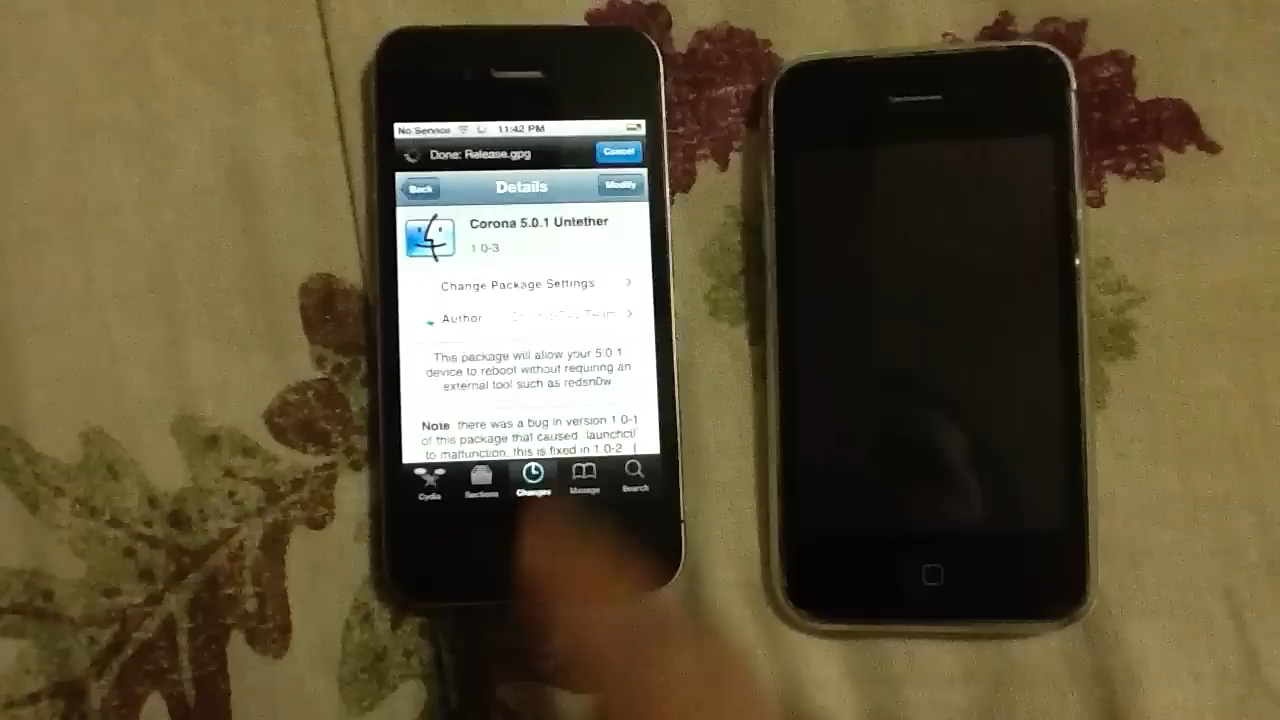 No Service 11:42 PM
Done: Release.gpg Cancel
Back Details Modify
Corona 5.0.1 Untether
1.0-3
Change Package Settings
Author Team
This package will allow your 5.0.1
device to reboot without requiring an
external tool such as redsn0w
Note there was a bug in version 1.0-1
of this package that caused launchctl
to malfunction, this is fixed in 1.0-2
Cydia Sections Changes Manage Search